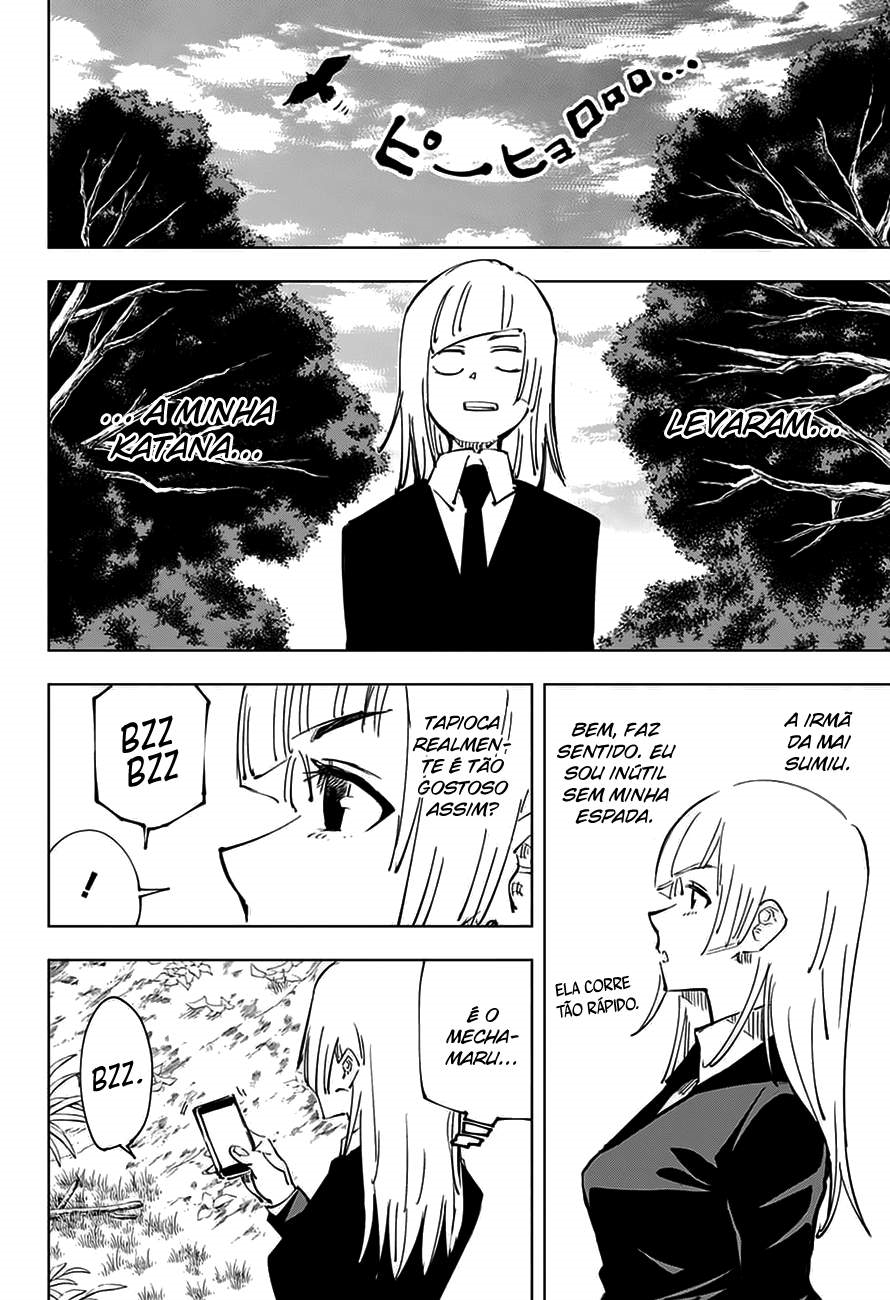 ピーヒョロロロ...
LEVARAM...
... A MINHA
KATANA...
A IRMÃ
DA MAI
SUMIU.
BEM, FAZ
SENTIDO. EU
SOU INÚTIL
SEM MINHA
ESPADA.
ELA CORRE
TÃO RÁPIDO.
TAPIOCA
REALMEN-
TE É TÃO
GOSTOSO
ASSIM?
BZZ
BZZ
!
É O
MECHA-
MARU...
BZZ.